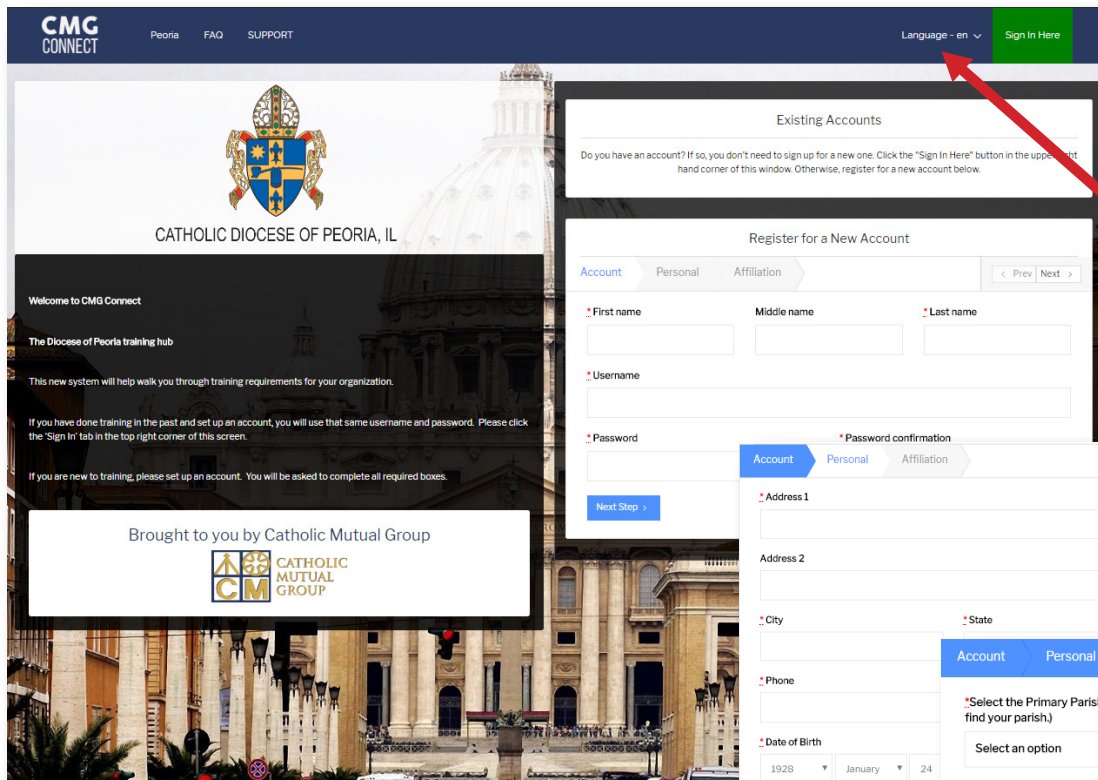 CMG
CONNECT
Peoria
FAQ
SUPPORT
Language - en
Sign In Here
CATHOLIC DIOCESE OF PEORIA, IL
Welcome to CMG Connect
The Diocese of Peoria training hub
This new system will help walk you through training requirements for your organization.
If you have done training in the past and set up an account, you will use that same username and password. Please click
the 'Sign In' tab in the top right corner of this screen.
If you are new to training, please set up an account. You will be asked to complete all required boxes.
Brought to you by Catholic Mutual Group
CM
CATHOLIC
MUTUAL
GROUP
Existing Accounts
Do you have an account? If so, you don't need to sign up for a new one. Click the "Sign In Here" button in the upper right
hand corner of this window. Otherwise, register for a new account below.
Register for a New Account
Account
Personal
Affiliation
< Prev
Next >
* First name
Middle name
* Last name
* Username
* Password
* Password confirmation
Next Step >
Account
Personal
Affiliation
* Address 1
Address 2
* City
* State
* Phone
* Date of Birth
1928
January
24
Account
Personal
*Select the Primary Paris
find your parish.)
Select an option